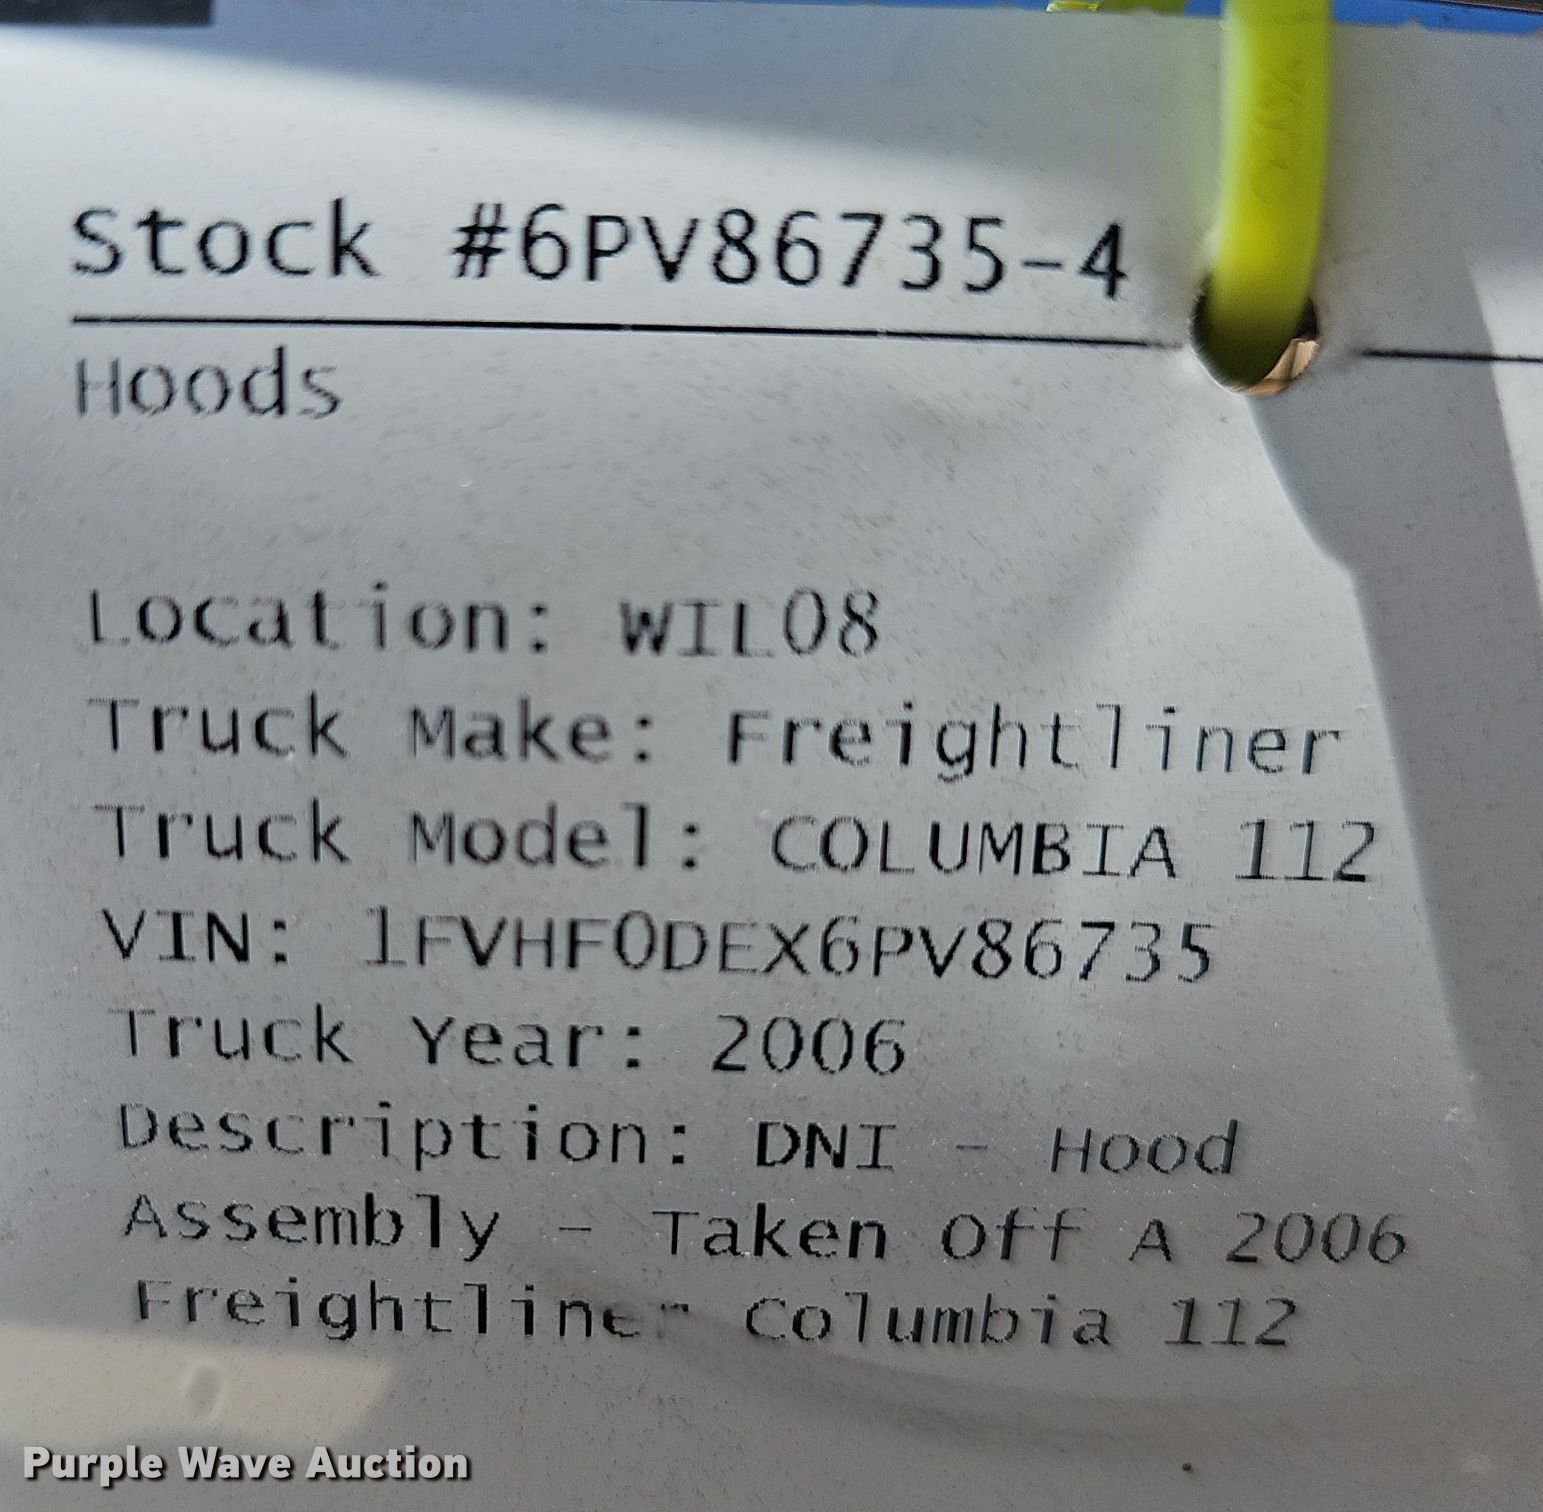 Stock #6PV86735-4
Hoods
Location: WIL08
Truck Make: Freightliner
Truck Model: COLUMBIA 112
VIN: 1FVHF0DEX6PV86735
Truck Year: 2006
Description: DNI - Hood
Assembly - Taken Off A 2006
Freightliner Columbia 112
Purple Wave Auction